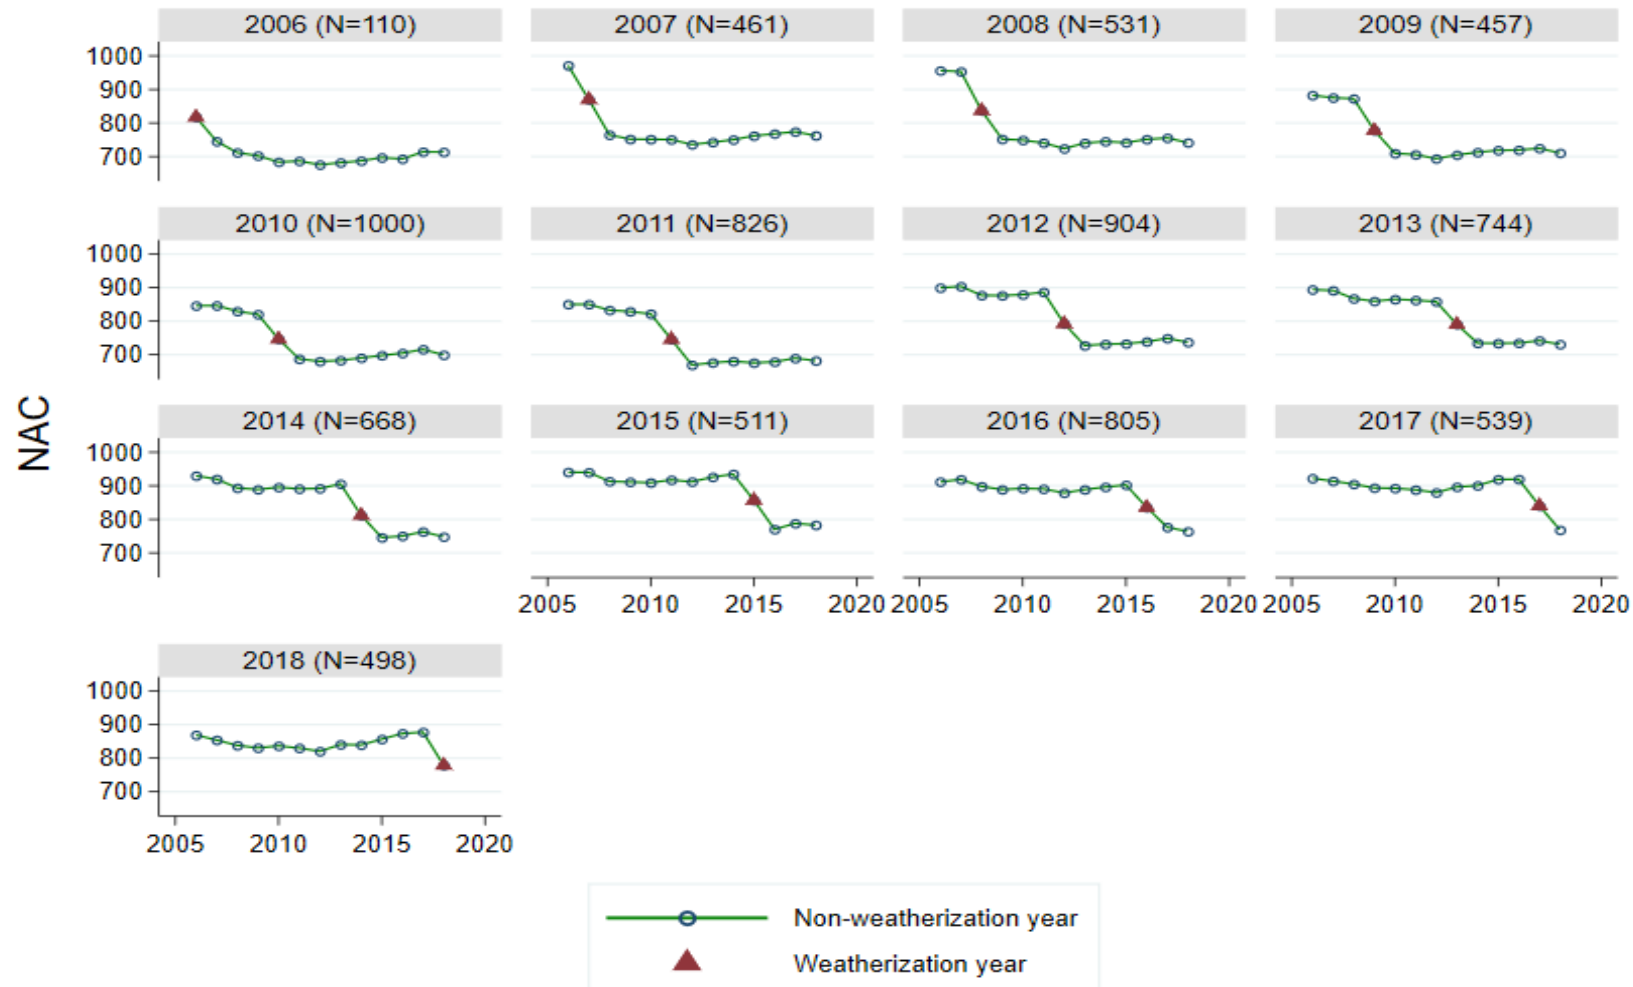 2006 (N=110) 2007 (N=461) 2008 (N=531) 2009 (N=457)
1000
900
800
700
2010 (N=1000) 2011 (N=826) 2012 (N=904) 2013 (N=744)
1000
900
800
700
NAC
2014 (N=668) 2015 (N=511) 2016 (N=805) 2017 (N=539)
1000
900
800
700
2005 2010 2015 2020 2005 2010 2015 2020 2005 2010 2015 2020
2018 (N=498)
1000
900
800
700
2005 2010 2015 2020
Non-weatherization year
Weatherization year